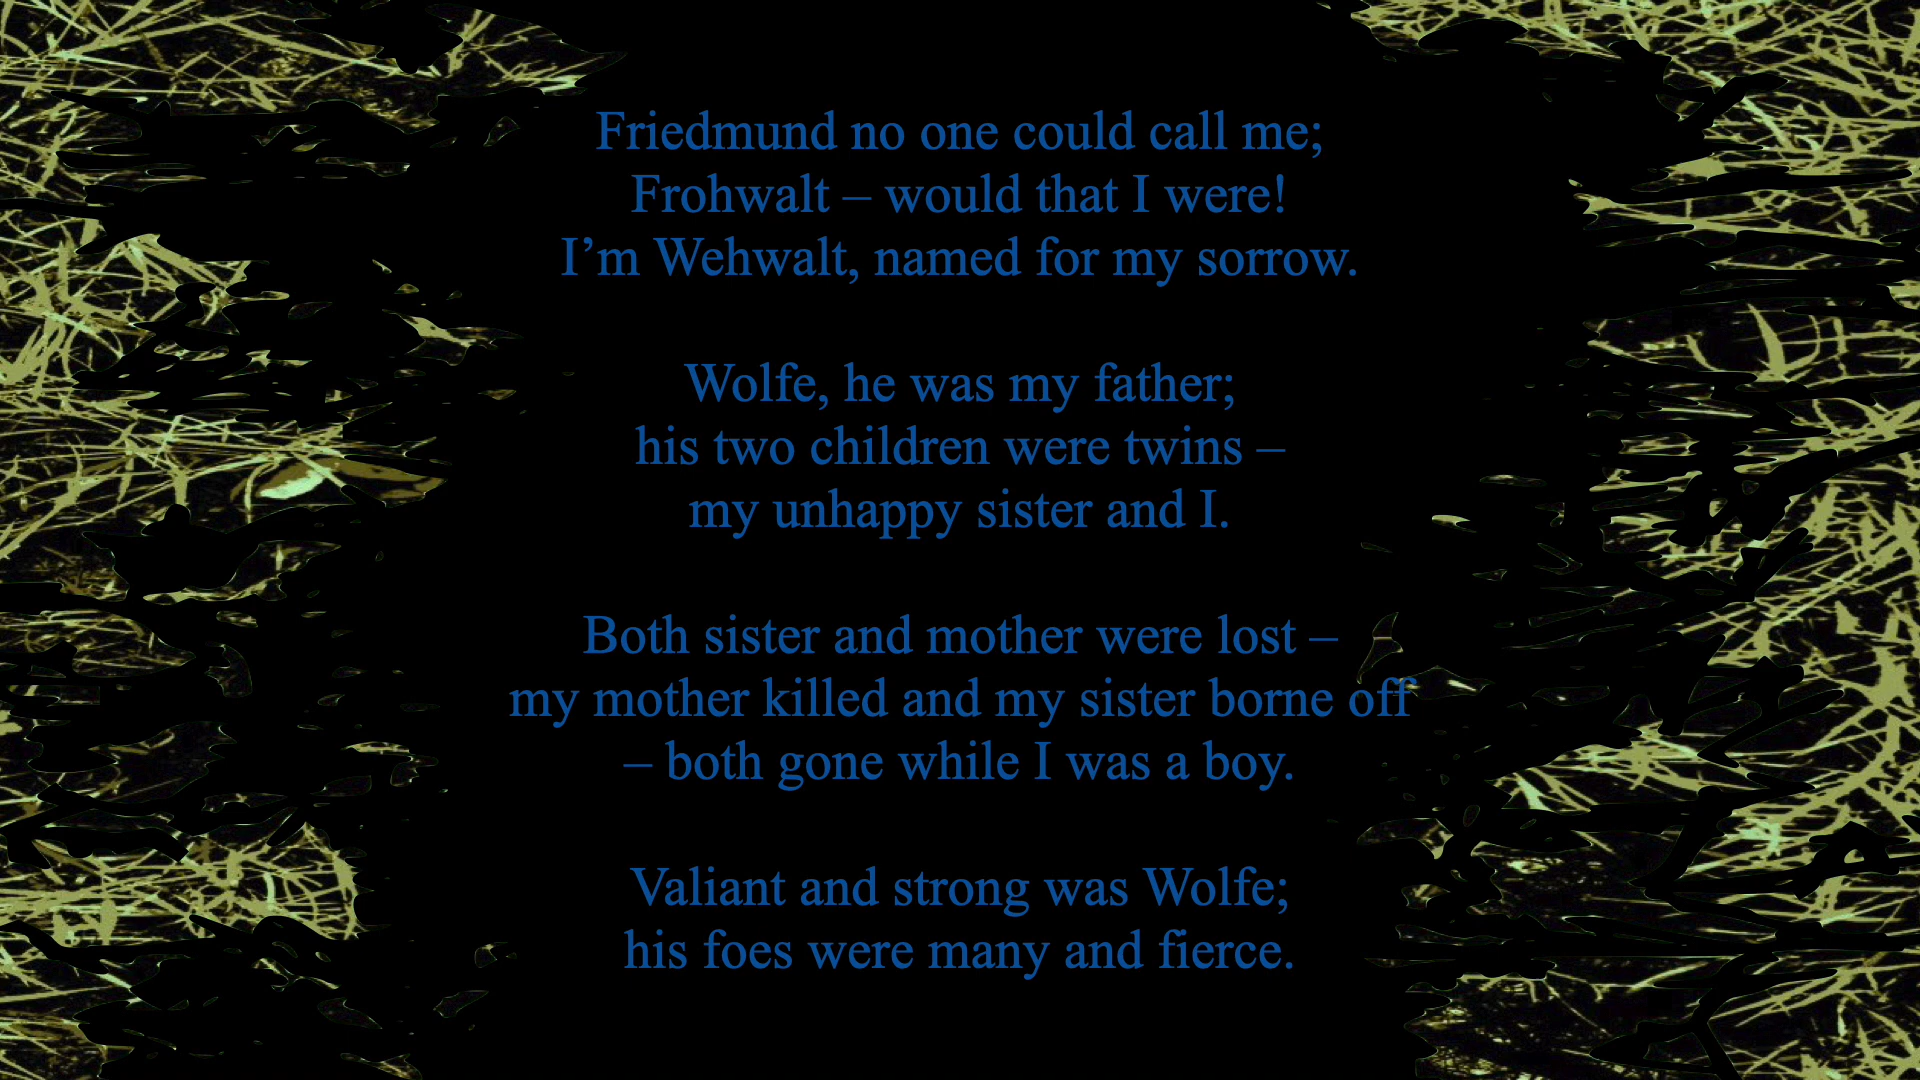 Friedmund no one could call me;
Frohwalt – would that I were!
I’m Wehwalt, named for my sorrow.
Wolfe, he was my father;
his two children were twins –
my unhappy sister and I.
Both sister and mother were lost –
my mother killed and my sister borne off
– both gone while I was a boy.
Valiant and strong was Wolfe;
his foes were many and fierce.